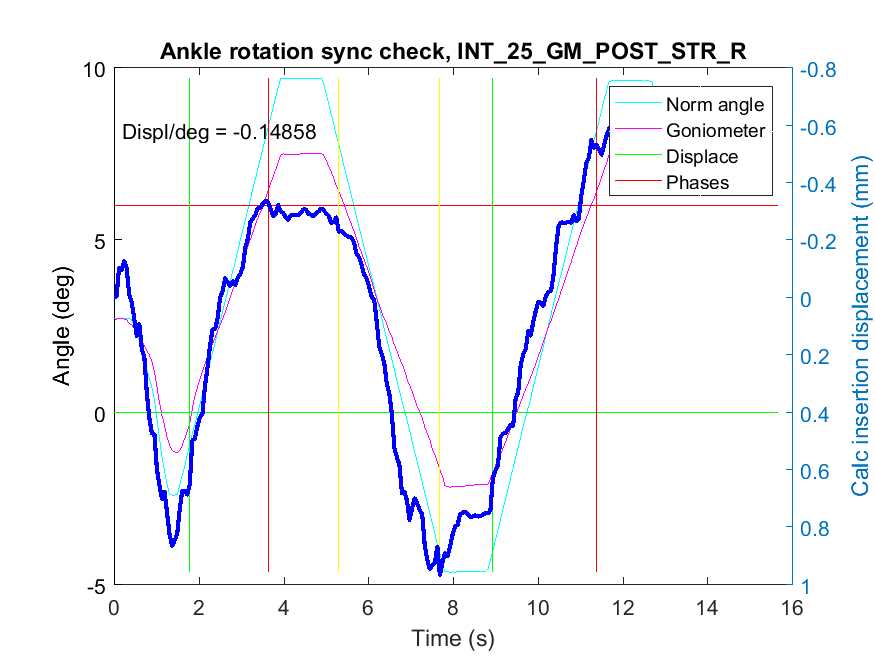 Ankle rotation sync check, INT_25_GM_POST_STR_R
10
5
0
-5
Angle (deg)
Displ/deg = -0.14858
Norm angle
Goniometer
Displace
Phases
-0.8
-0.6
-0.4
-0.2
0
0.2
0.4
0.6
0.8
1
Calc insertion displacement (mm)
0 2 4 6 8 10 12 14 16
Time (s)